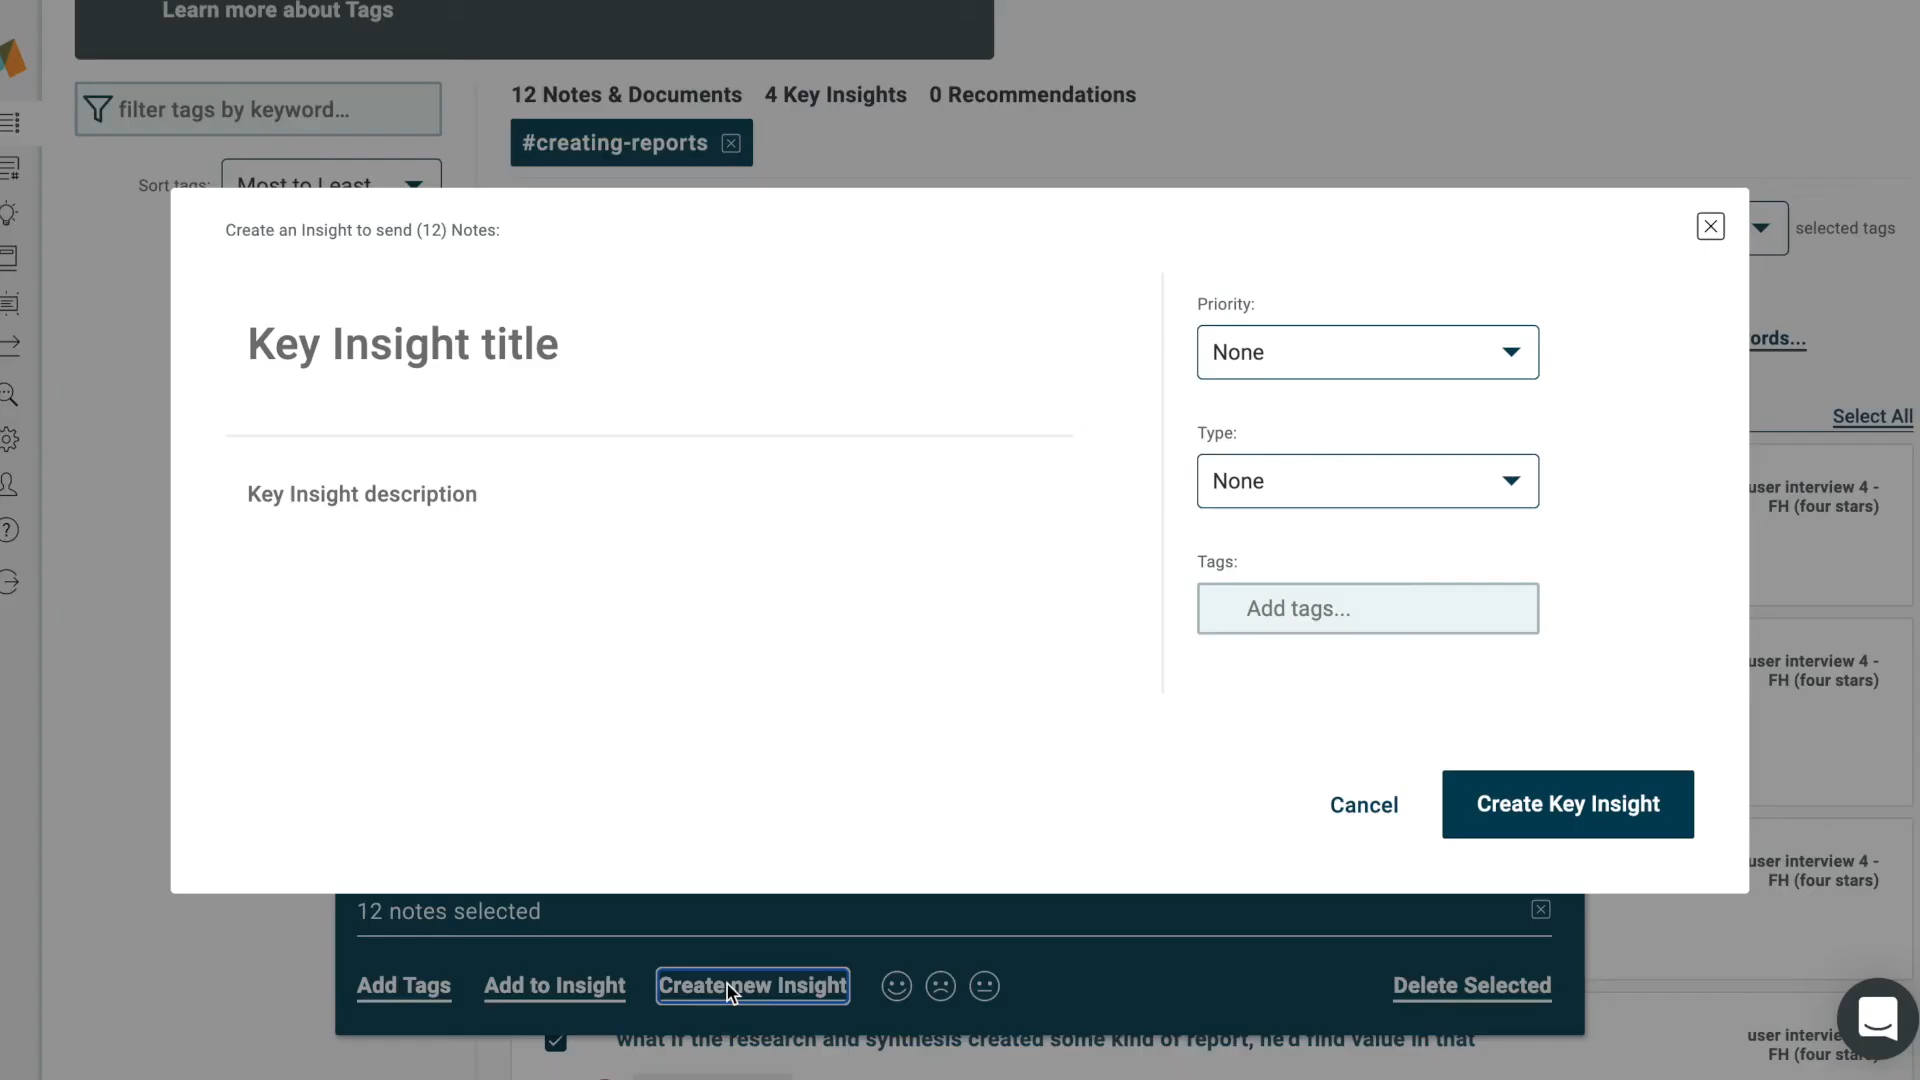 Learn more about Tags
filter tags by keyword...
12 Notes & Documents 4 Key Insights 0 Recommendations
#creating-reports
Sort tags: Most to Least
selected tags
Create an Insight to send (12) Notes:
Key Insight title
Key Insight description
Priority:
None
Type:
None
Tags:
Add tags...
Cancel
Create Key Insight
ords...
Select All
user interview 4 -
FH (four stars)
user interview 4 -
FH (four stars)
user interview 4 -
FH (four stars)
12 notes selected
Add Tags Add to Insight Create new Insight Delete Selected
what if the research and synthesis created some kind of report, he'd find value in that
user intervie
FH (four sta